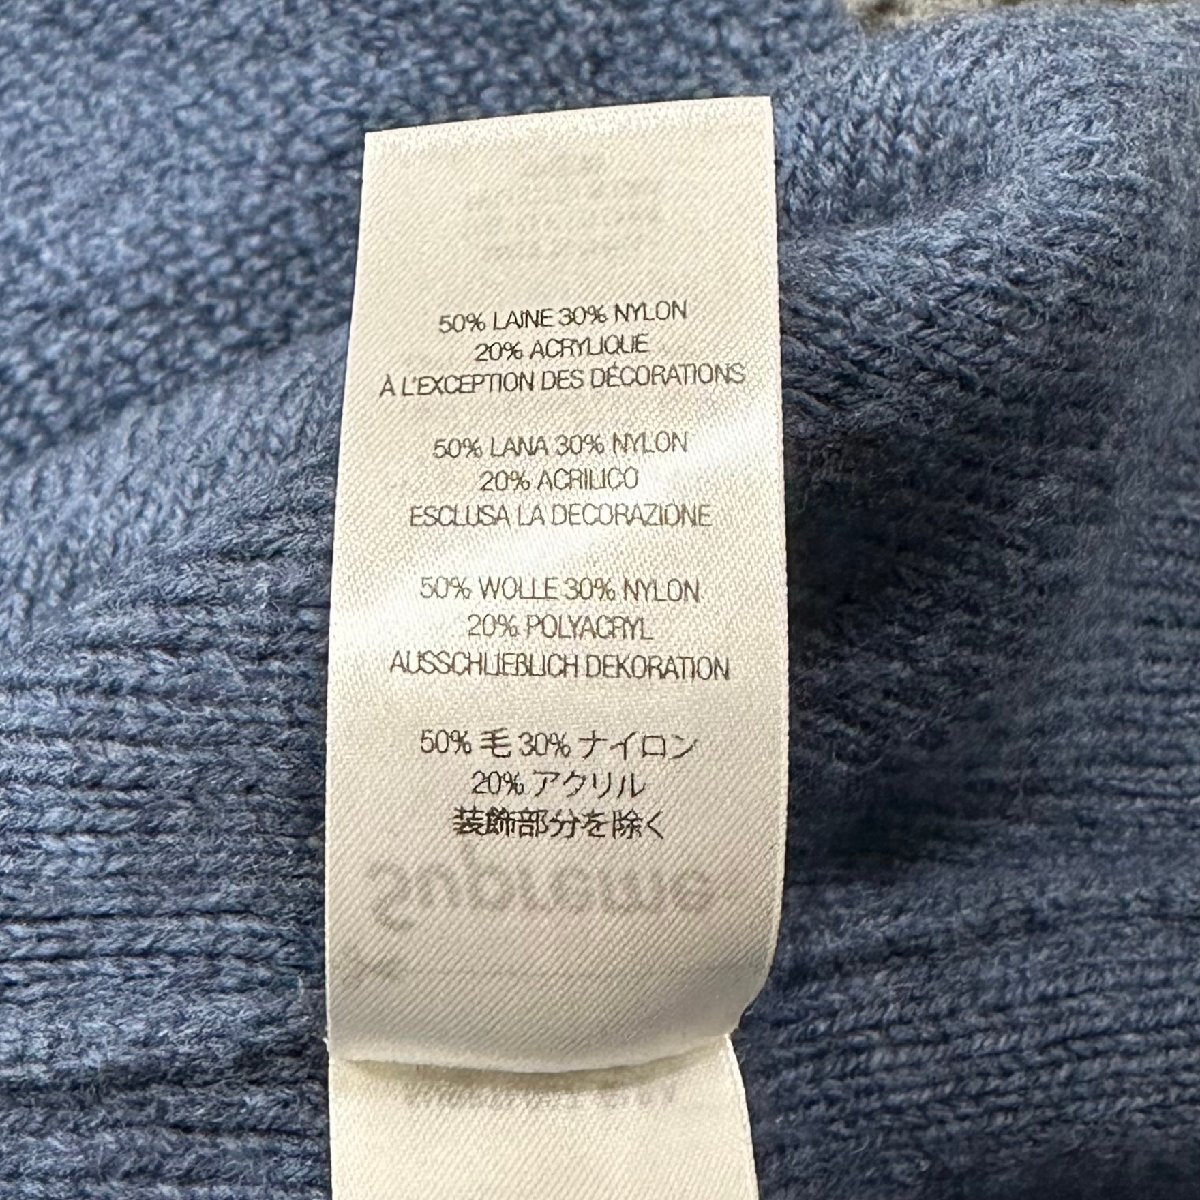 50% LAINE 30% NYLON
20% ACRYLIQUE
À L'EXCEPTION DES DÉCORATIONS
50% LANA 30% NYLON
20% ACRILICO
ESCLUSA LA DECORAZIONE
50% WOLLE 30% NYLON
20% POLYACRYL
AUSSCHLIEBLICH DEKORATION
50% 毛 30% ナイロン
20% アクリル
装飾部分を除く
Supreme